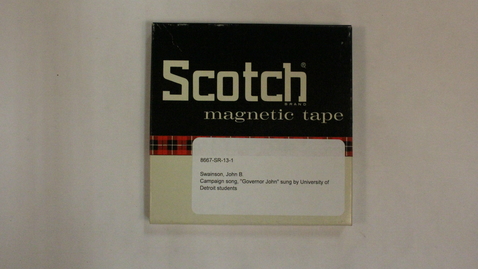 Scotch®
BRAND
magnetic tape
8667-SR-13-1
Swainson, John B.
Campaign song, "Governor John" sung by University of
Detroit students